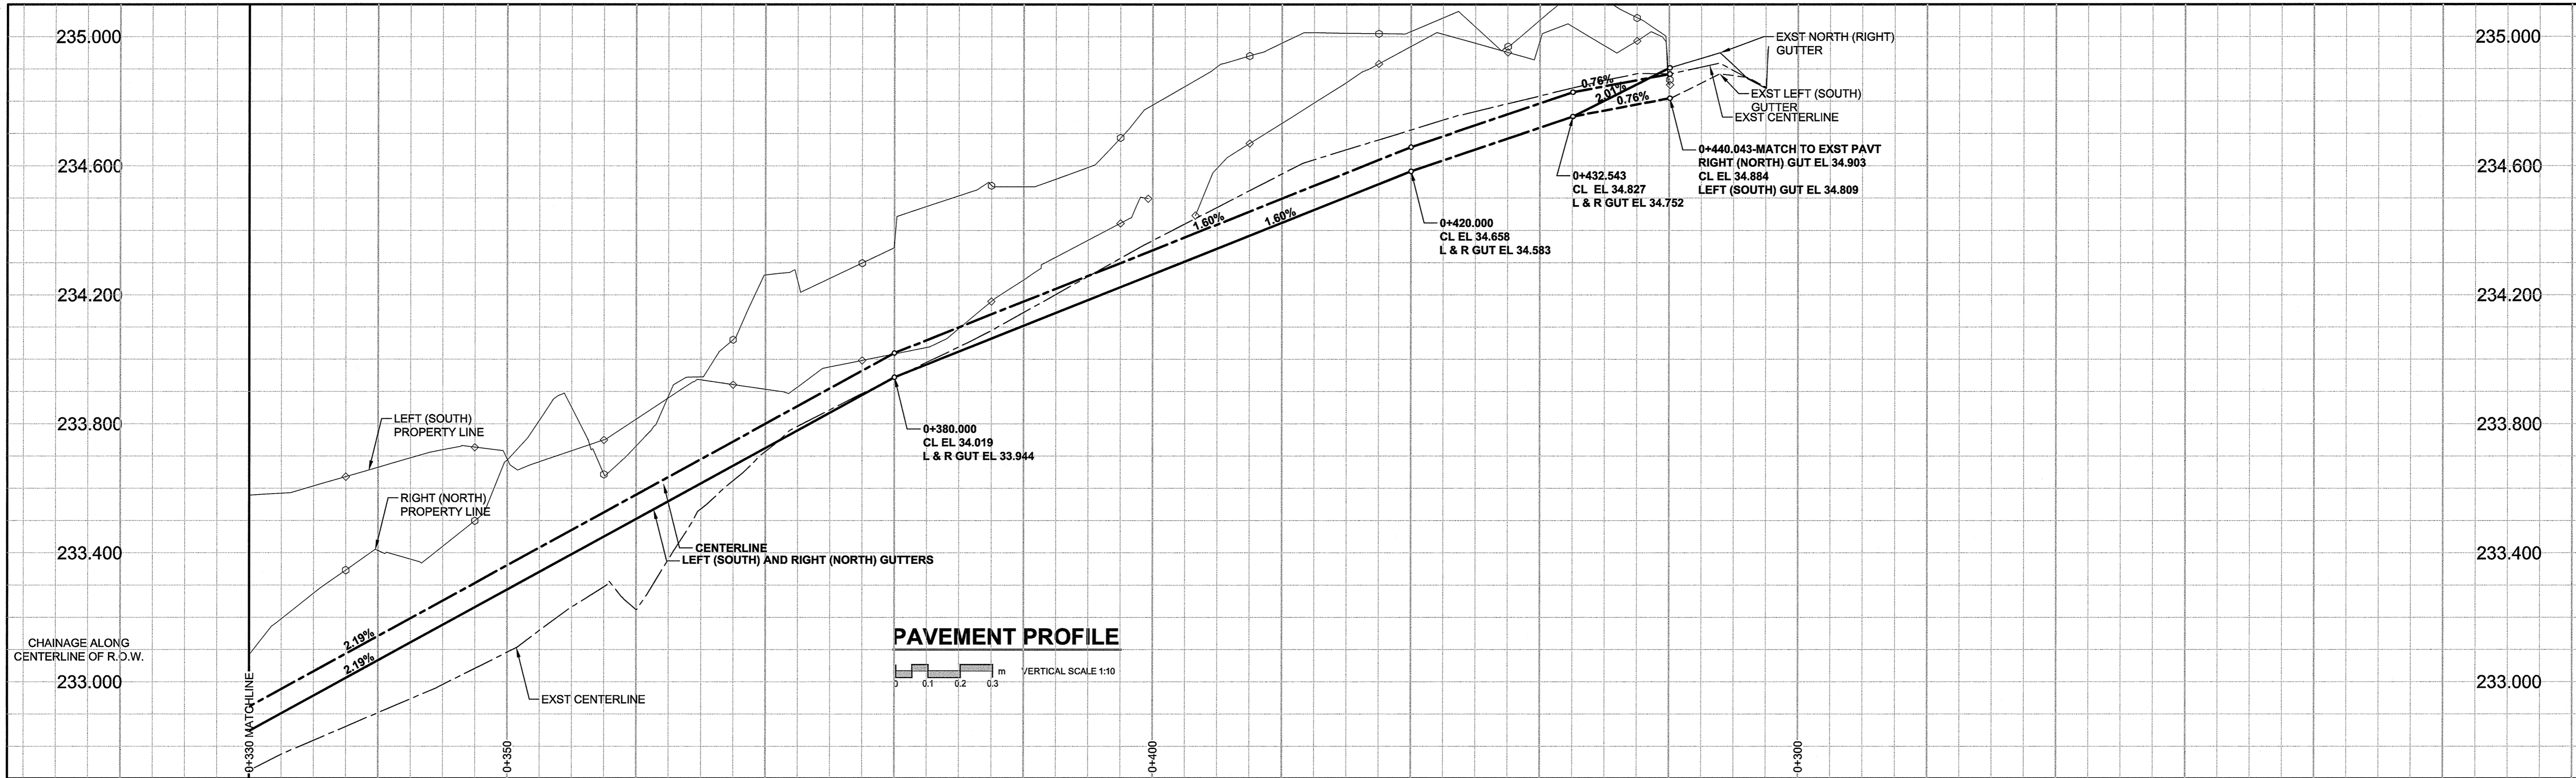 235.000
234.600
234.200
233.800
233.400
233.000
CHAINAGE ALONG
CENTERLINE OF R.O.W.
0+330 MATCHLINE
LEFT (SOUTH)
PROPERTY LINE
RIGHT (NORTH)
PROPERTY LINE
2.19%
2.19%
EXST CENTERLINE
CENTERLINE
LEFT (SOUTH) AND RIGHT (NORTH) GUTTERS
0+380.000
CL EL 34.019
L & R GUT EL 33.944
PAVEMENT PROFILE
0 0.1 0.2 0.3 m VERTICAL SCALE 1:10
1.60%
1.60%
0+420.000
CL EL 34.658
L & R GUT EL 34.583
0.76%
2.01%
0.76%
0+432.543
CL EL 34.827
L & R GUT EL 34.752
0+440.043-MATCH TO EXST PAVT
RIGHT (NORTH) GUT EL 34.903
CL EL 34.884
LEFT (SOUTH) GUT EL 34.809
EXST NORTH (RIGHT)
GUTTER
EXST LEFT (SOUTH)
GUTTER
EXST CENTERLINE
0+350
0+400
0+300
235.000
234.600
234.200
233.800
233.400
233.000